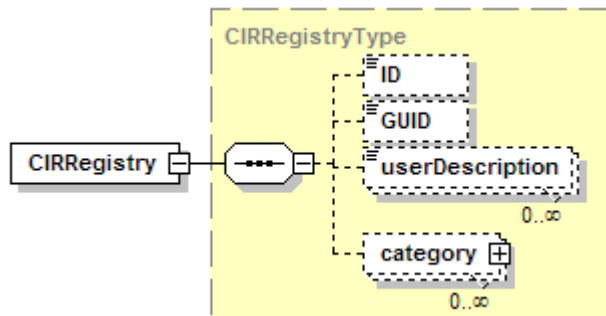 CIRRegistryType
ID
GUID
CIRRegistry
userDescription
0..∞
category
0..∞